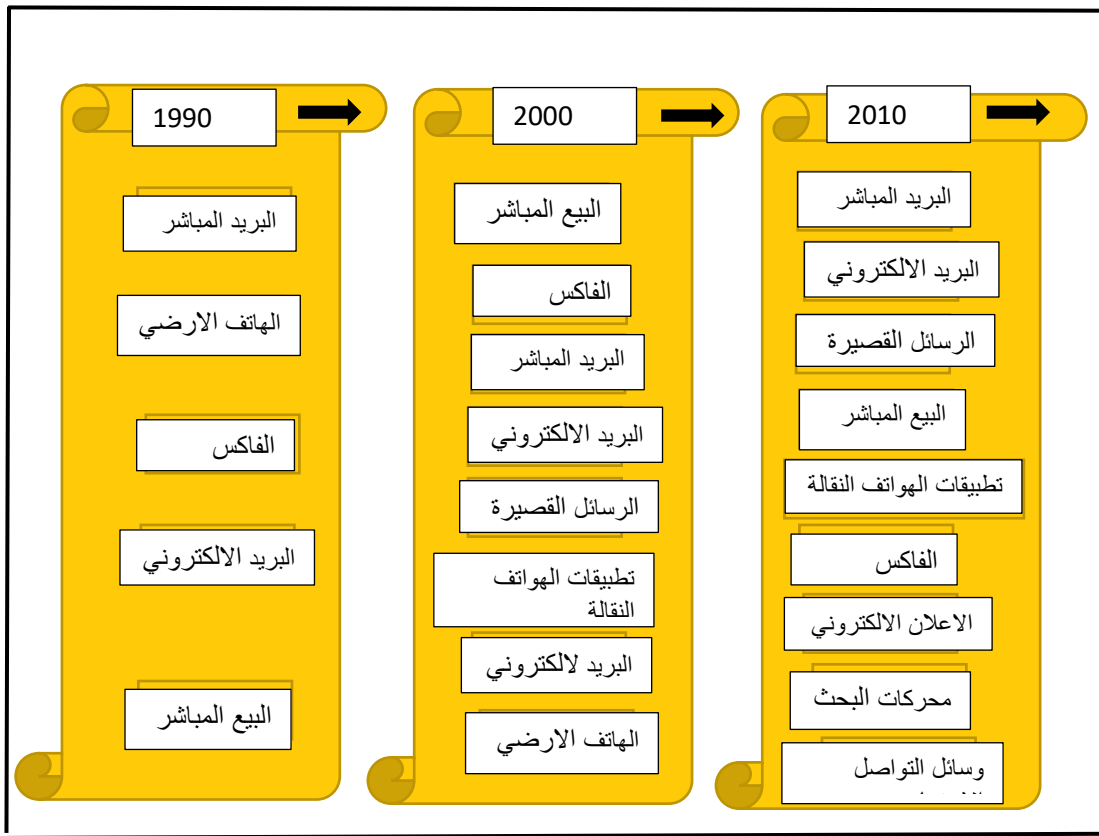 1990
البريد المباشر
الهاتف الارضي
الفاكس
البريد الالكتروني
البيع المباشر
2000
البيع المباشر
الفاكس
البريد المباشر
البريد الالكتروني
الرسائل القصيرة
تطبيقات الهواتف
النقالة
البريد لالكتروني
الهاتف الارضي
2010
البريد المباشر
البريد الالكتروني
الرسائل القصيرة
البيع المباشر
تطبيقات الهواتف النقالة
الفاكس
الاعلان الالكتروني
محركات البحث
وسائل التواصل